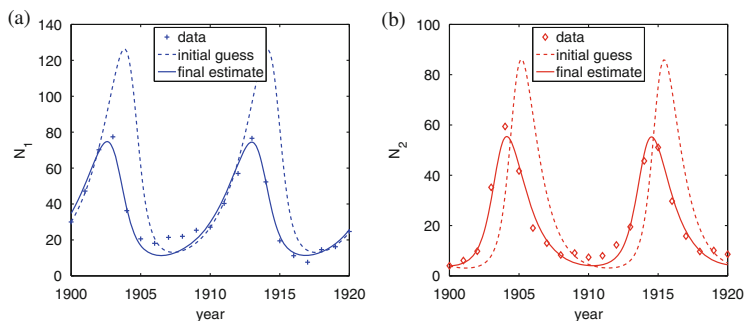 (a)
140
120
100
80
60
40
20
0
N1
1900
1905
1910
1915
1920
year
data
initial guess
final estimate
(b)
100
80
60
40
20
0
N2
1900
1905
1910
1915
1920
year
data
initial guess
final estimate